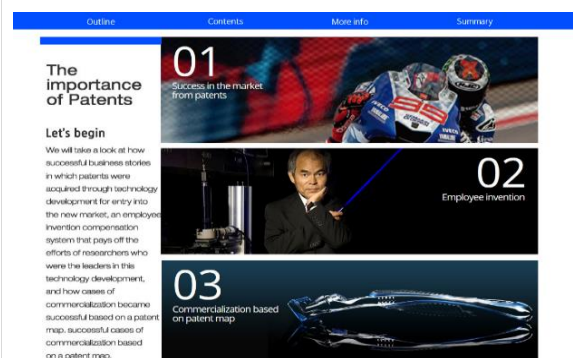 Outline
Contents
More info
Summary
The
importance
of Patents
Let's begin
We will take a look at how
successful business stories
in which patents were
acquired through technology
development for entry into
the new market, an employee
invention compensation
system that pays off the
efforts of researchers who
were the leaders in this
technology development,
and how cases of
commercialization became
successful based on a patent
map. successful cases of
commercialization based
on a patent map.
01
Success in the market
from patents
99
02
Employee invention
03
Commercialization based
on patent map